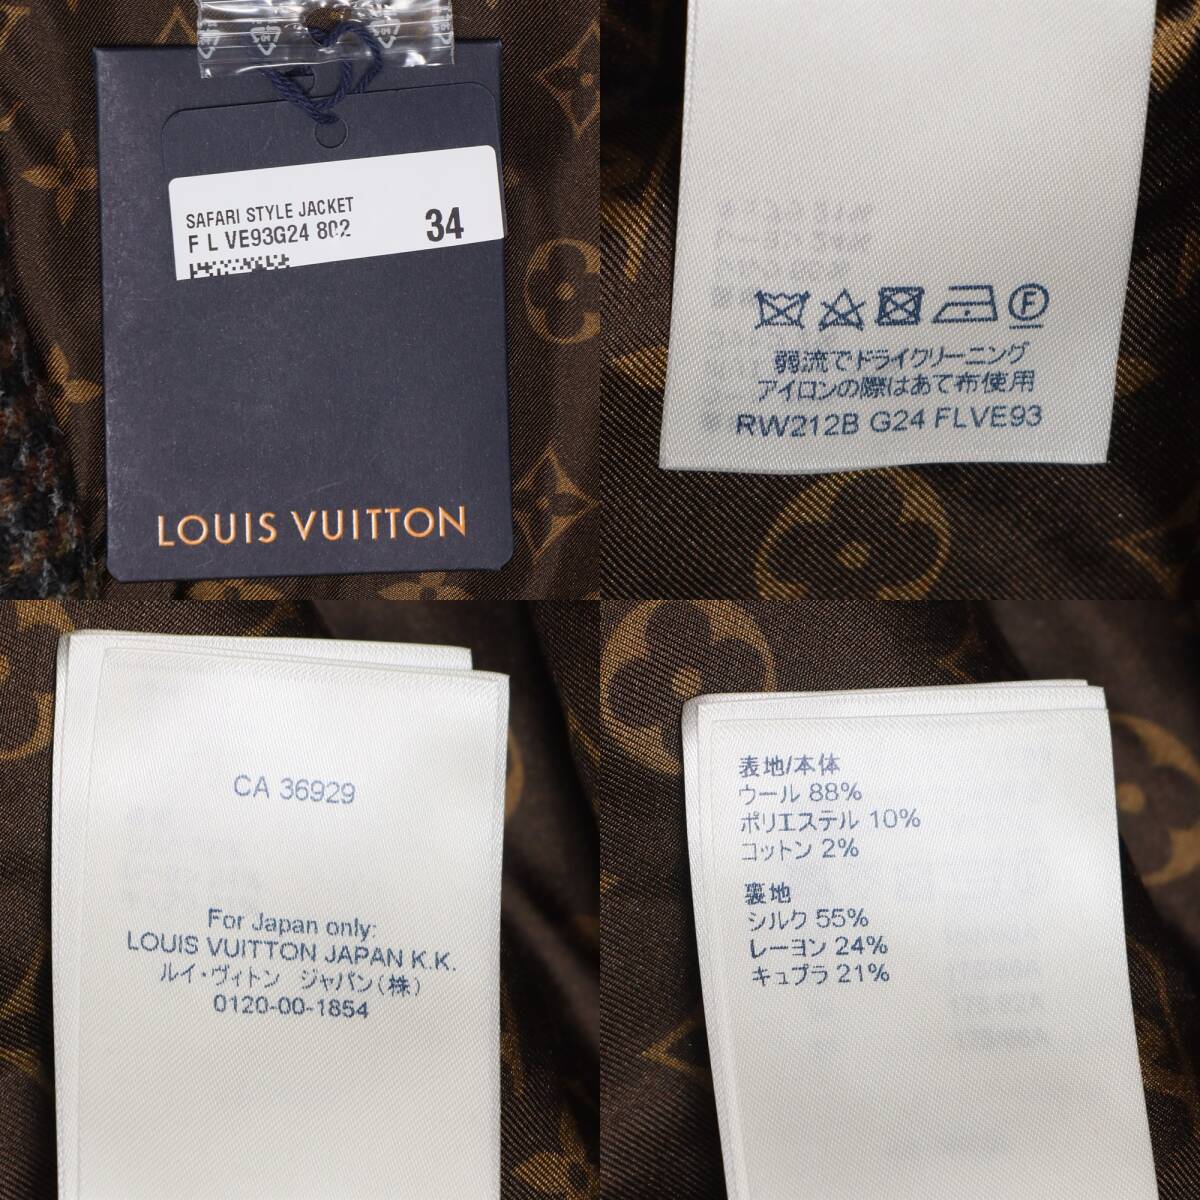 SAFARI STYLE JACKET
F L VE93G24 802
34
LOUIS VUITTON
F
弱流でドライクリーニング
アイロンの際はあて布使用
RW212B G24 FLVE93
CA 36929
For Japan only:
LOUIS VUITTON JAPAN K.K.
ルイ・ヴィトン ジャパン(株)
0120-00-1854
表地/本体
ウール 88%
ポリエステル 10%
コットン 2%
裏地
シルク 55%
レーヨン 24%
キュプラ 21%